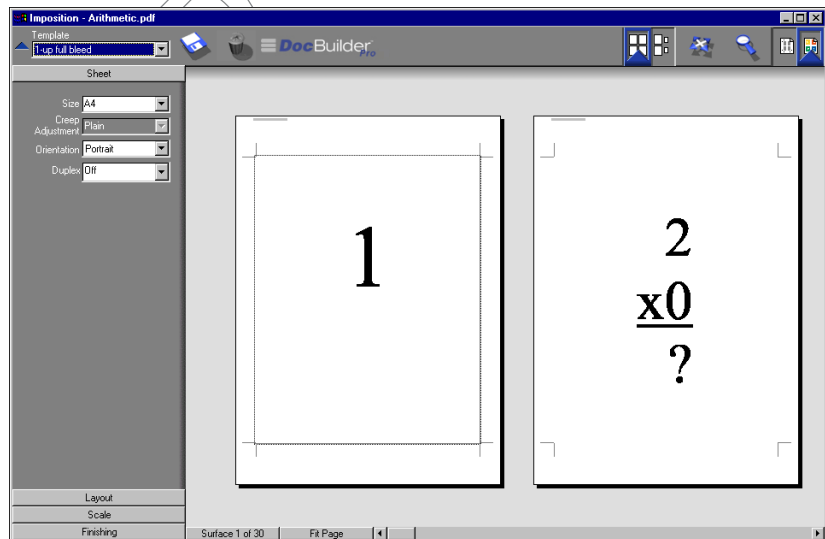 Imposition - Arithmetic.pdf
Template
1-up full bleed
DocBuilder Pro
Sheet
Size A4
Creep Adjustment Plain
Orientation Portrait
Duplex Off
1
2
x0
?
Layout
Scale
Finishing
Surface 1 of 30
Fit Page